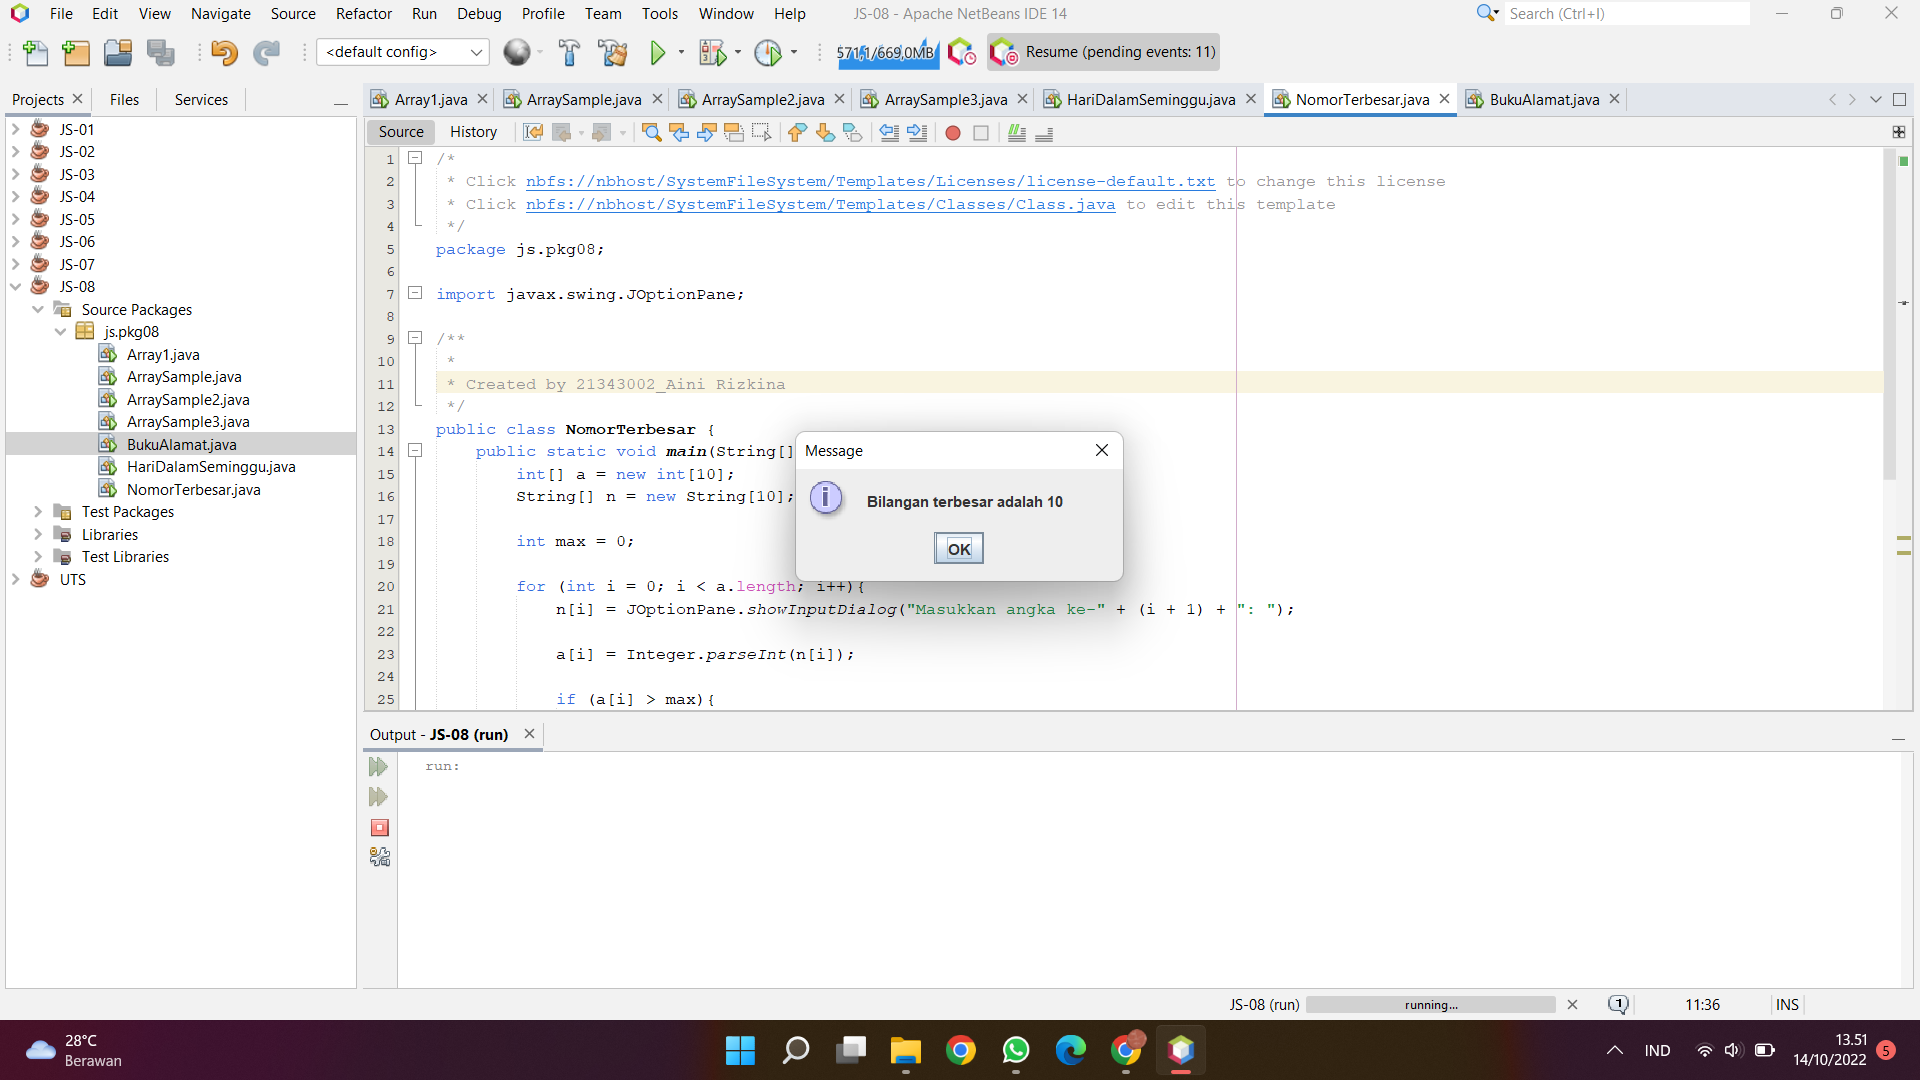 File Edit View Navigate Source Refactor Run Debug Profile Team Tools Window Help JS-08 - Apache NetBeans IDE 14 Search (Ctrl+I)
<default config> 571,1/669,0MB Resume (pending events: 11)
Projects Files Services
Array1.java ArraySample.java ArraySample2.java ArraySample3.java HariDalamSeminggu.java NomorTerbesar.java BukuAlamat.java
Source History
JS-01
JS-02
JS-03
JS-04
JS-05
JS-06
JS-07
JS-08
Source Packages
js.pkg08
Array1.java
ArraySample.java
ArraySample2.java
ArraySample3.java
BukuAlamat.java
HariDalamSeminggu.java
NomorTerbesar.java
Test Packages
Libraries
Test Libraries
UTS
1 /*
2 * Click nbfs://nbhost/SystemFileSystem/Templates/Licenses/license-default.txt to change this license
3 * Click nbfs://nbhost/SystemFileSystem/Templates/Classes/Class.java to edit this template
4 */
5 package js.pkg08;
6
7 import javax.swing.JOptionPane;
8
9 /**
10 *
11 * Created by 21343002_Aini Rizkina
12 */
13 public class NomorTerbesar {
14 public static void main(String[]
15 int[] a = new int[10];
16 String[] n = new String[10];
17
18 int max = 0;
19
20 for (int i = 0; i < a.length; i++){
21 n[i] = JOptionPane.showInputDialog("Masukkan angka ke-" + (i + 1) + ": ");
22
23 a[i] = Integer.parseInt(n[i]);
24
25 if (a[i] > max){
Message
Bilangan terbesar adalah 10
OK
Output - JS-08 (run)
run:
JS-08 (run) running... 1 11:36 INS
28°C
Berawan
IND
13.51
14/10/2022
5